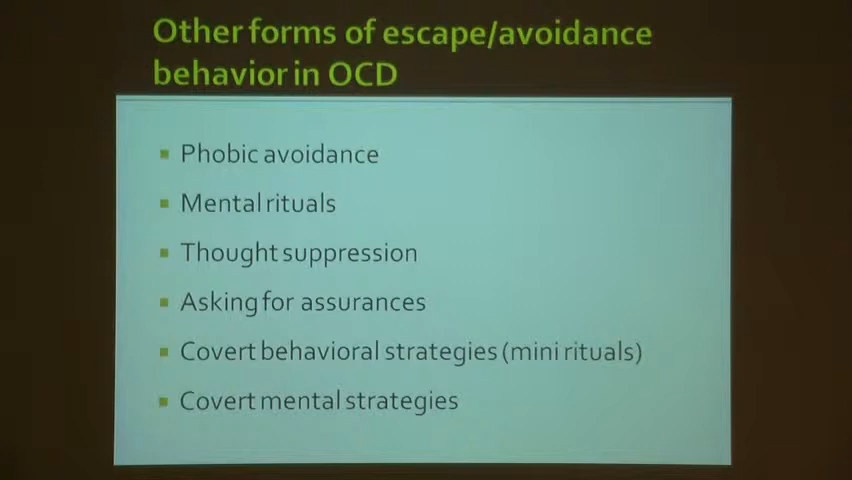 Other forms of escape/avoidance
behavior in OCD
Phobic avoidance
Mental rituals
Thought suppression
Asking for assurances
Covert behavioral strategies (mini rituals)
Covert mental strategies